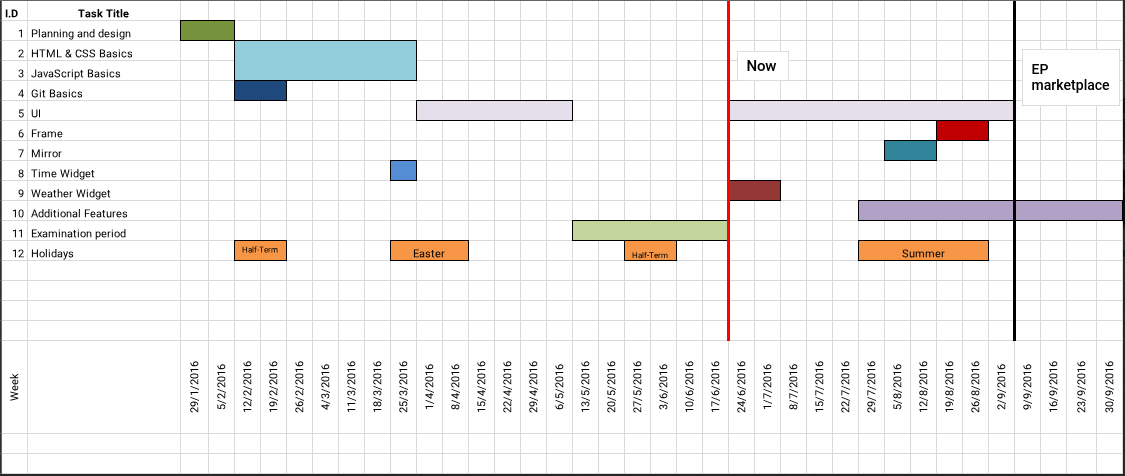 I.D Task Title
1 Planning and design
2 HTML & CSS Basics
3 JavaScript Basics
4 Git Basics
5 UI
6 Frame
7 Mirror
8 Time Widget
9 Weather Widget
10 Additional Features
11 Examination period
12 Holidays
Half-Term
Easter
Half-Term
Summer
Now
EP
marketplace
Week
29/1/2016
5/2/2016
12/2/2016
19/2/2016
26/2/2016
4/3/2016
11/3/2016
18/3/2016
25/3/2016
1/4/2016
8/4/2016
15/4/2016
22/4/2016
29/4/2016
6/5/2016
13/5/2016
20/5/2016
27/5/2016
3/6/2016
10/6/2016
17/6/2016
24/6/2016
1/7/2016
8/7/2016
15/7/2016
22/7/2016
29/7/2016
5/8/2016
12/8/2016
19/8/2016
26/8/2016
2/9/2016
9/9/2016
16/9/2016
23/9/2016
30/9/2016